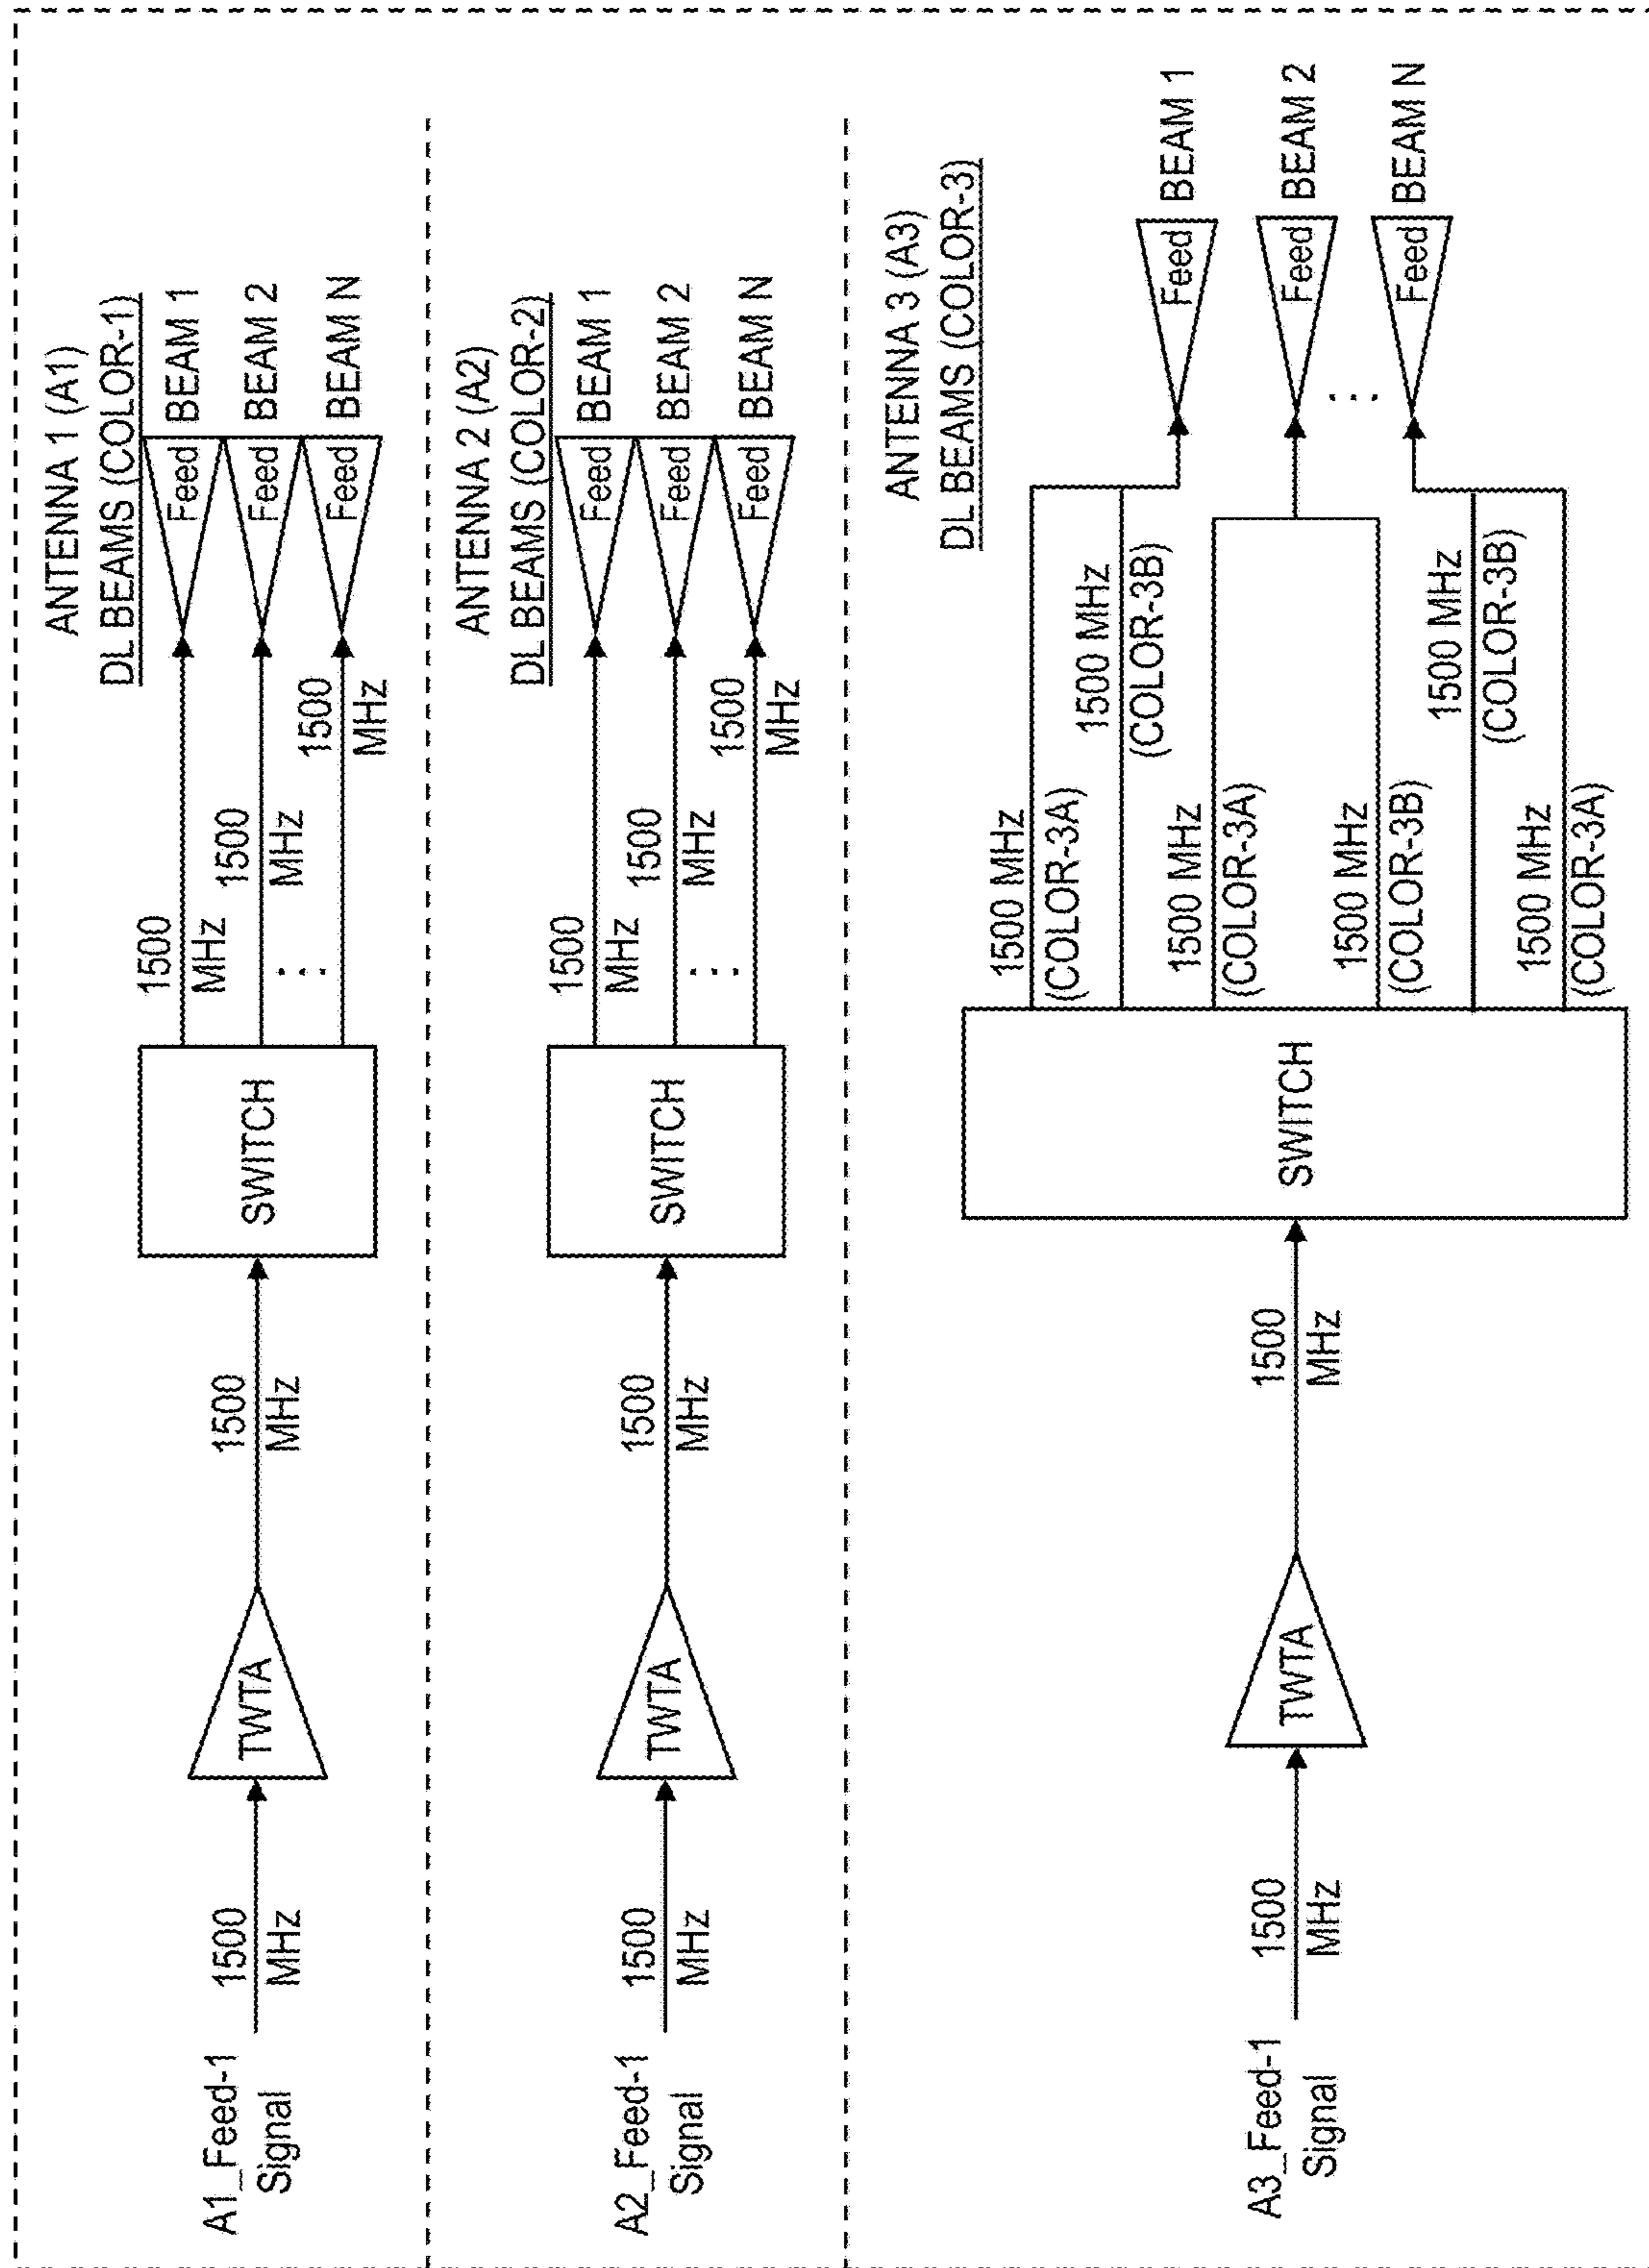 ANTENNA 1 (A1)
DL BEAMS (COLOR-1)
A1_Feed-1
Signal
1500
MHz
TWTA
1500
MHz
SWITCH
1500
MHz
1500
MHz
1500
MHz
...
Feed
BEAM 1
Feed
BEAM 2
Feed
BEAM N
ANTENNA 2 (A2)
DL BEAMS (COLOR-2)
A2_Feed-1
Signal
1500
MHz
TWTA
1500
MHz
SWITCH
1500
MHz
1500
MHz
1500
MHz
...
Feed
BEAM 1
Feed
BEAM 2
Feed
BEAM N
ANTENNA 3 (A3)
DL BEAMS (COLOR-3)
A3_Feed-1
Signal
1500
MHz
TWTA
1500
MHz
SWITCH
1500 MHz
(COLOR-3A)
1500 MHz
(COLOR-3B)
1500 MHz
(COLOR-3A)
1500 MHz
(COLOR-3B)
1500 MHz
(COLOR-3B)
1500 MHz
(COLOR-3A)
Feed
BEAM 1
Feed
BEAM 2
...
Feed
BEAM N